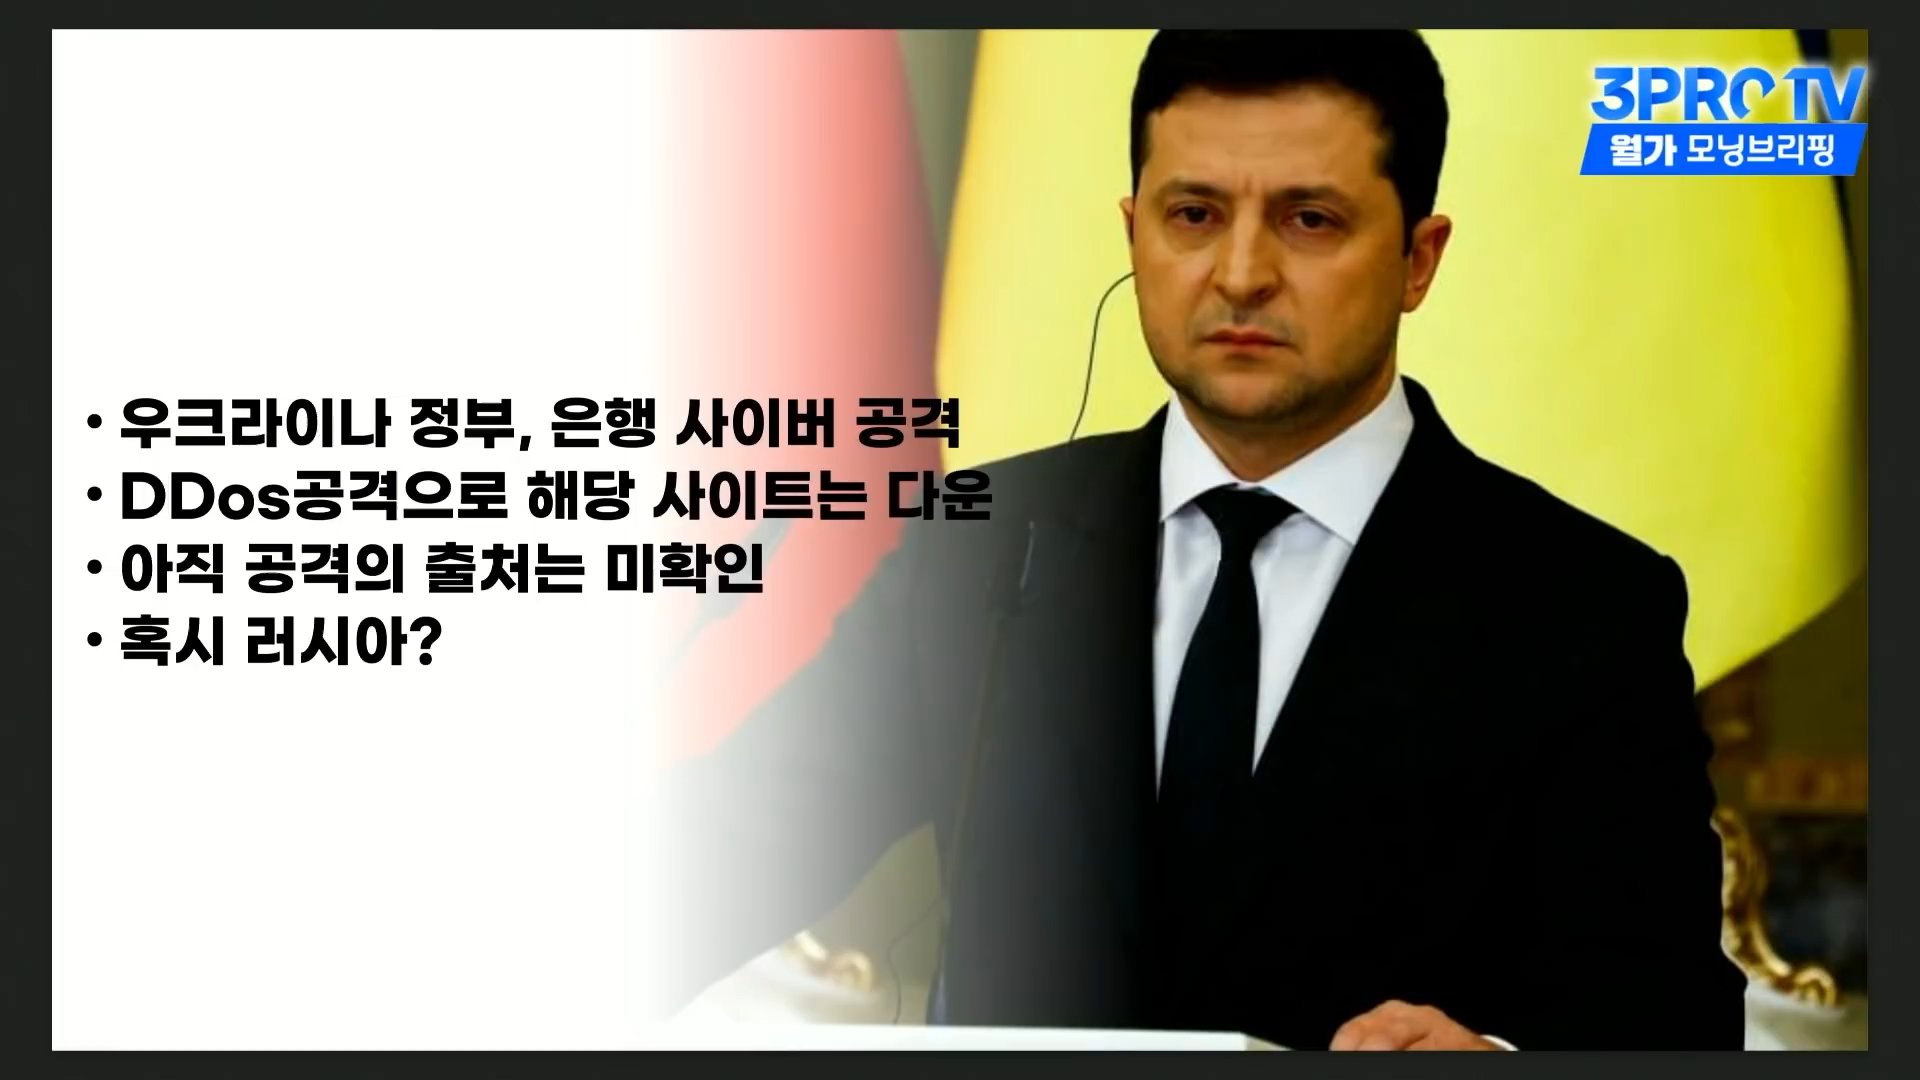 3PRO TV
월가 모닝브리핑
• 우크라이나 정부, 은행 사이버 공격
• DDos공격으로 해당 사이트는 다운
• 아직 공격의 출처는 미확인
• 혹시 러시아?